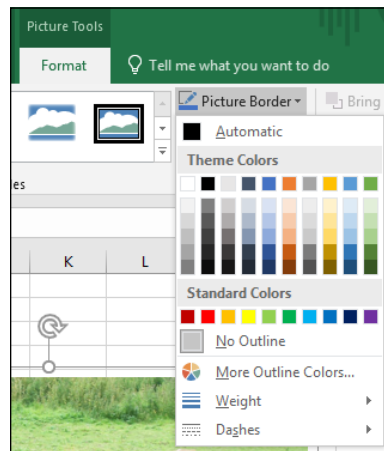 Picture Tools
Format
Tell me what you want to do
Picture Border
Bring
Automatic
Theme Colors
les
K L
Standard Colors
No Outline
More Outline Colors...
Weight
Dashes